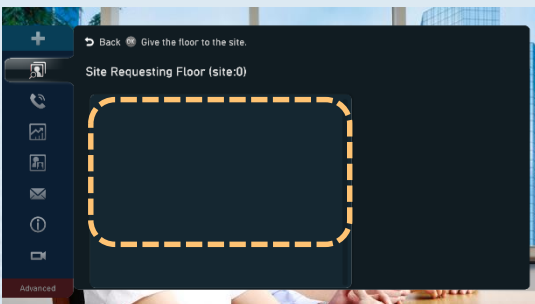 Back OK Give the floor to the site.
Site Requesting Floor (site:0)
Advanced